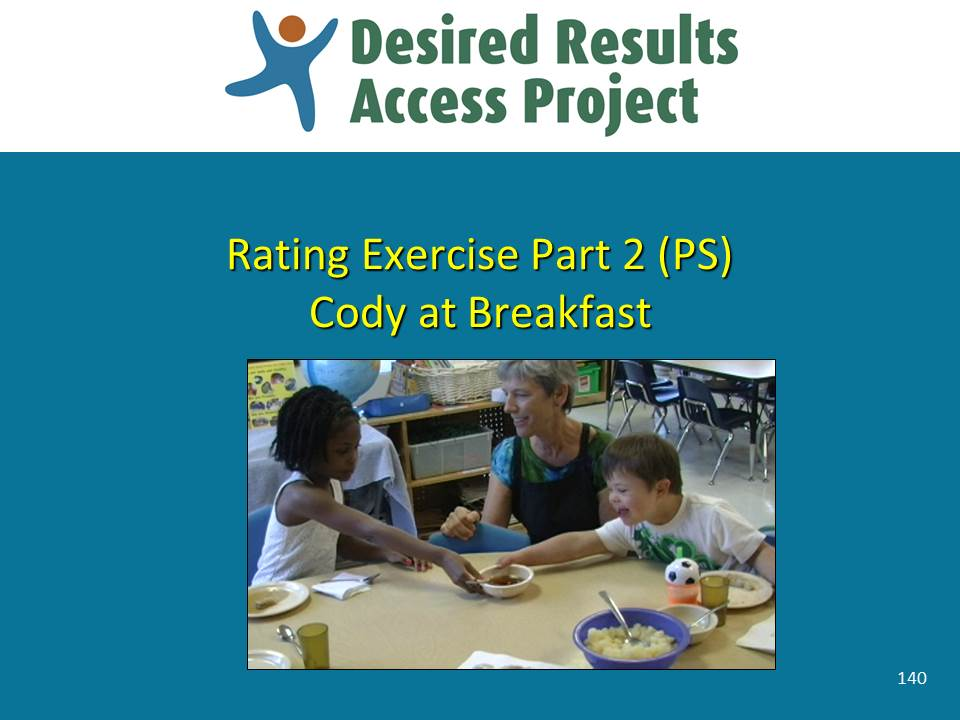 Desired Results
Access Project
Rating Exercise Part 2 (PS)
Cody at Breakfast
140